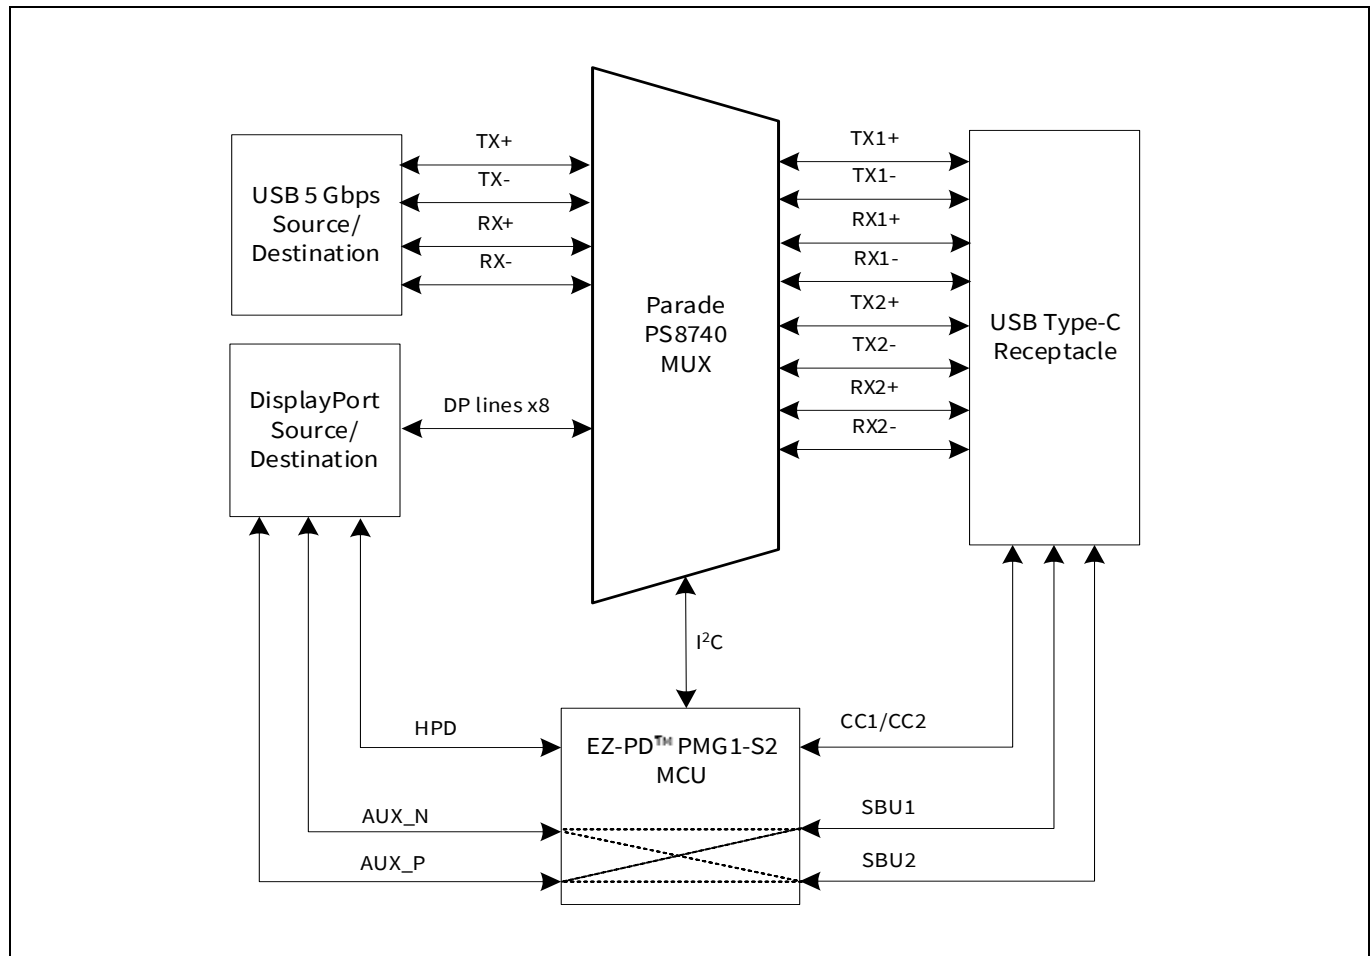 TX+
TX-
RX+
RX-
USB 5 Gbps
Source/
Destination
DisplayPort
Source/
Destination
DP lines x8
Parade
PS8740
MUX
TX1+
TX1-
RX1+
RX1-
TX2+
TX2-
RX2+
RX2-
USB Type-C
Receptacle
I²C
HPD
AUX_N
AUX_P
EZ-PD™ PMG1-S2
MCU
CC1/CC2
SBU1
SBU2